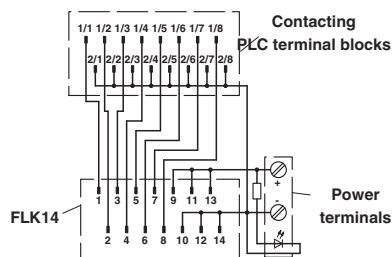 Contacting
PLC terminal blocks
1/1 1/2 1/3 1/4 1/5 1/6 1/7 1/8
2/1 2/2 2/3 2/4 2/5 2/6 2/7 2/8
1 3 5 7 9 11 13
+
FLK14
-
Power
terminals
2 4 6 8 10 12 14